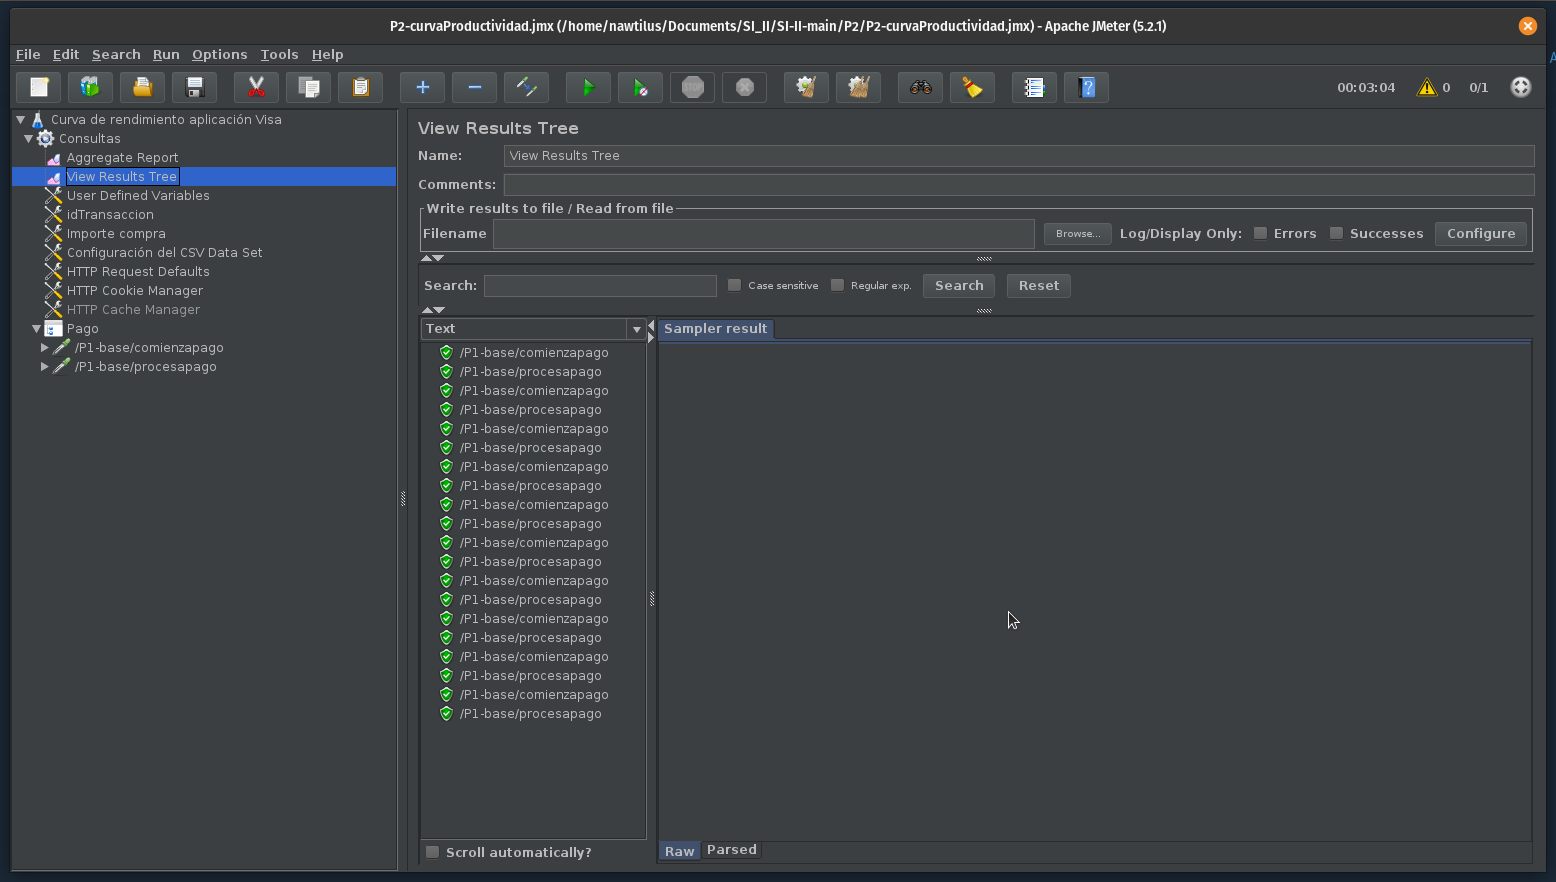 P2-curvaProductividad.jmx (/home/nawtilus/Documents/SI_II/SI-II-main/P2/P2-curvaProductividad.jmx) - Apache JMeter (5.2.1)
File Edit Search Run Options Tools Help
00:03:04 0 0/1
Curva de rendimiento aplicación Visa
Consultas
Aggregate Report
View Results Tree
User Defined Variables
idTransaccion
Importe compra
Configuración del CSV Data Set
HTTP Request Defaults
HTTP Cookie Manager
HTTP Cache Manager
Pago
/P1-base/comienzapago
/P1-base/procesapago
View Results Tree
Name: View Results Tree
Comments:
Write results to file / Read from file
Filename Browse... Log/Display Only: Errors Successes Configure
Search: Case sensitive Regular exp. Search Reset
Text
/P1-base/comienzapago
/P1-base/procesapago
/P1-base/comienzapago
/P1-base/procesapago
/P1-base/comienzapago
/P1-base/procesapago
/P1-base/comienzapago
/P1-base/procesapago
/P1-base/comienzapago
/P1-base/procesapago
/P1-base/comienzapago
/P1-base/procesapago
/P1-base/comienzapago
/P1-base/procesapago
/P1-base/comienzapago
/P1-base/procesapago
/P1-base/comienzapago
/P1-base/procesapago
/P1-base/comienzapago
/P1-base/procesapago
Scroll automatically?
Sampler result
Raw Parsed